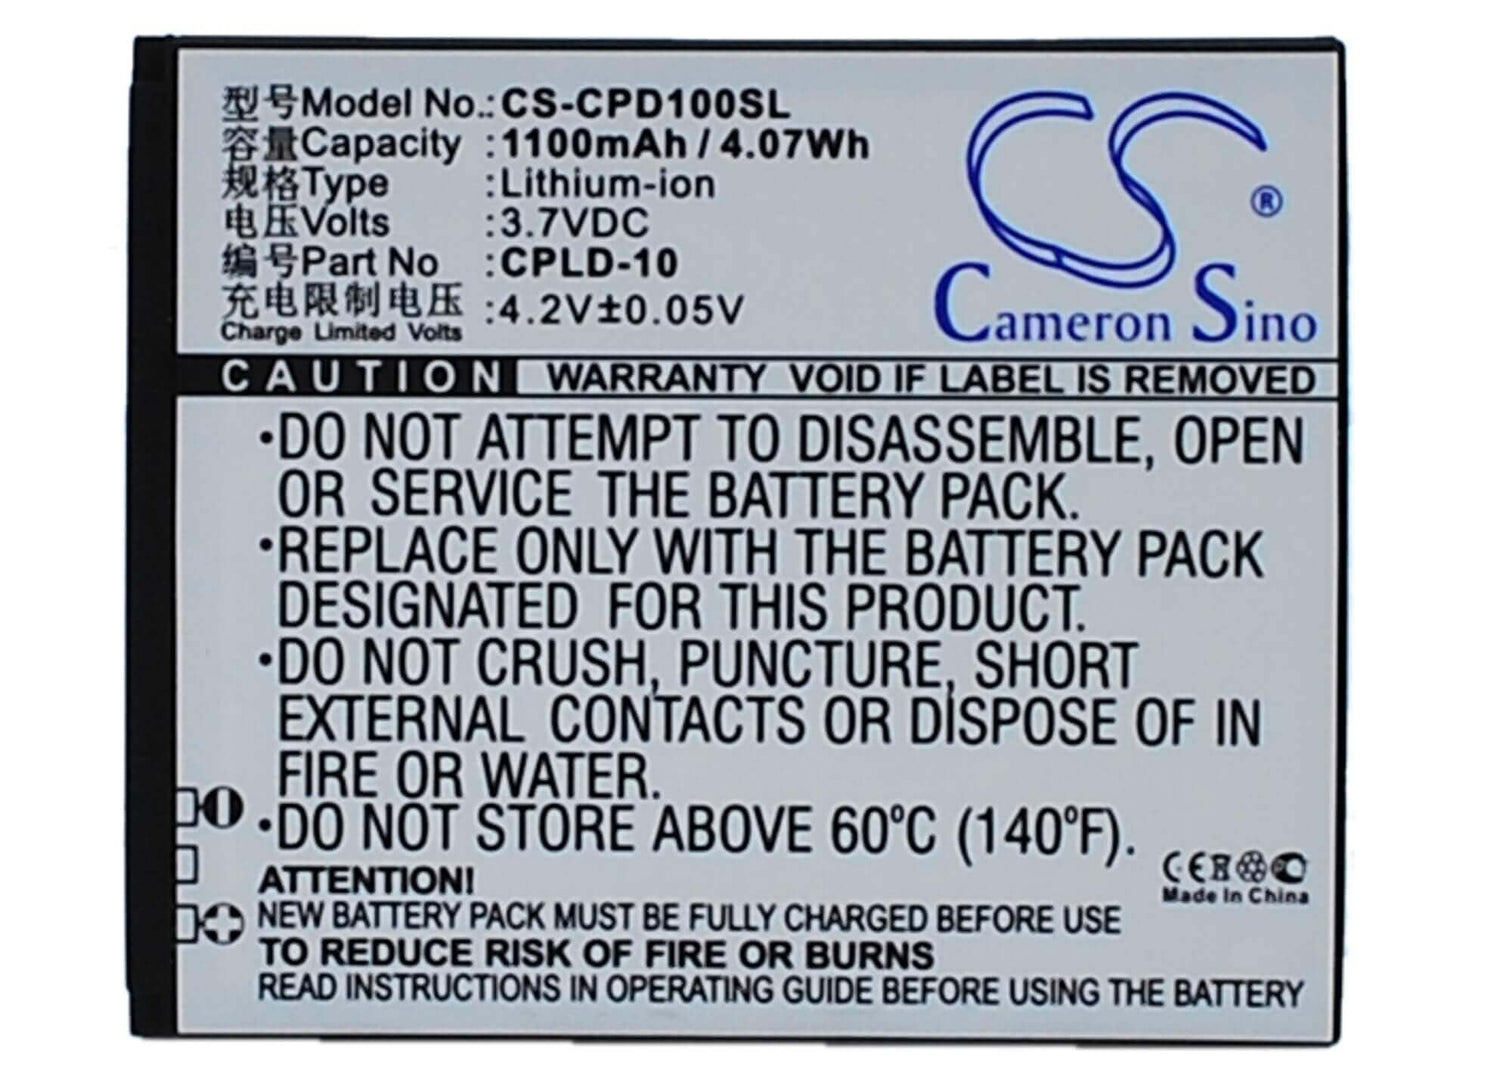 型号Model No.:CS-CPD100SL
容量Capacity :1100mAh / 4.07Wh
规格Type :Lithium-ion
电压Volts :3.7VDC
编号Part No :CPLD-10
充电限制电压 :4.2V±0.05V
Charge Limited Volts
CS ®
Cameron Sino
CAUTION WARRANTY VOID IF LABEL IS REMOVED
·DO NOT ATTEMPT TO DISASSEMBLE, OPEN
OR SERVICE THE BATTERY PACK.
·REPLACE ONLY WITH THE BATTERY PACK
DESIGNATED FOR THIS PRODUCT.
·DO NOT CRUSH, PUNCTURE, SHORT
EXTERNAL CONTACTS OR DISPOSE OF IN
FIRE OR WATER.
·DO NOT STORE ABOVE 60ºC (140ºF).
CE
Made In China
ATTENTION!
NEW BATTERY PACK MUST BE FULLY CHARGED BEFORE USE
TO REDUCE RISK OF FIRE OR BURNS
READ INSTRUCTIONS IN OPERATING GUIDE BEFORE USING THE BATTERY